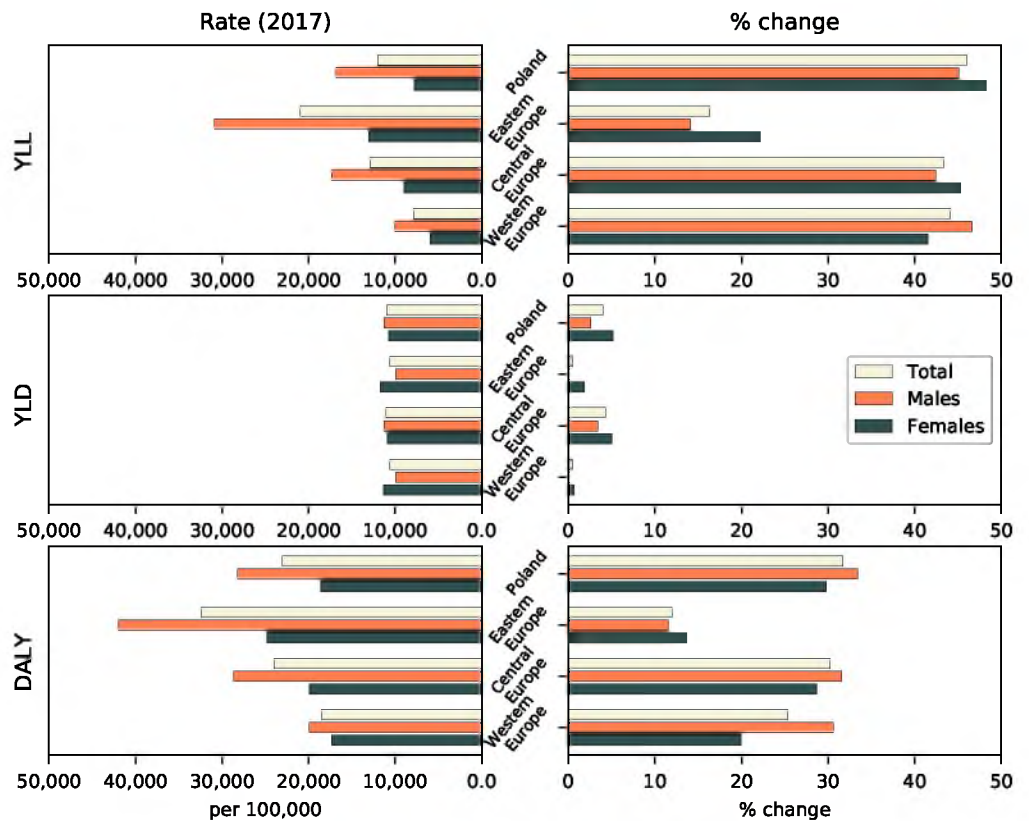 Rate (2017)
% change
YLL
Poland
Eastern
Europe
Central
Europe
Western
Europe
50,000 40,000 30,000 20,000 10,000 0.0
0 10 20 30 40 50
YLD
Poland
Eastern
Europe
Central
Europe
Western
Europe
Total
Males
Females
50,000 40,000 30,000 20,000 10,000 0.0
0 10 20 30 40 50
DALY
Poland
Eastern
Europe
Central
Europe
Western
Europe
50,000 40,000 30,000 20,000 10,000 0.0
0 10 20 30 40 50
per 100,000
% change